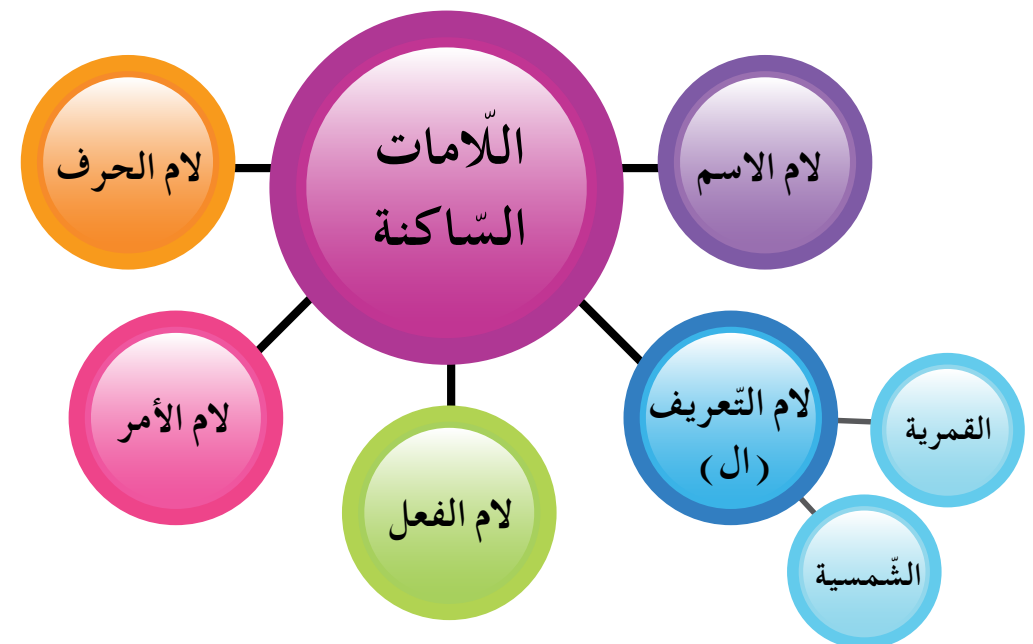 اللّامات
السّاكنة
لام الاسم
لام التّعريف
(ال)
القمرية
الشّمسية
لام الفعل
لام الأمر
لام الحرف